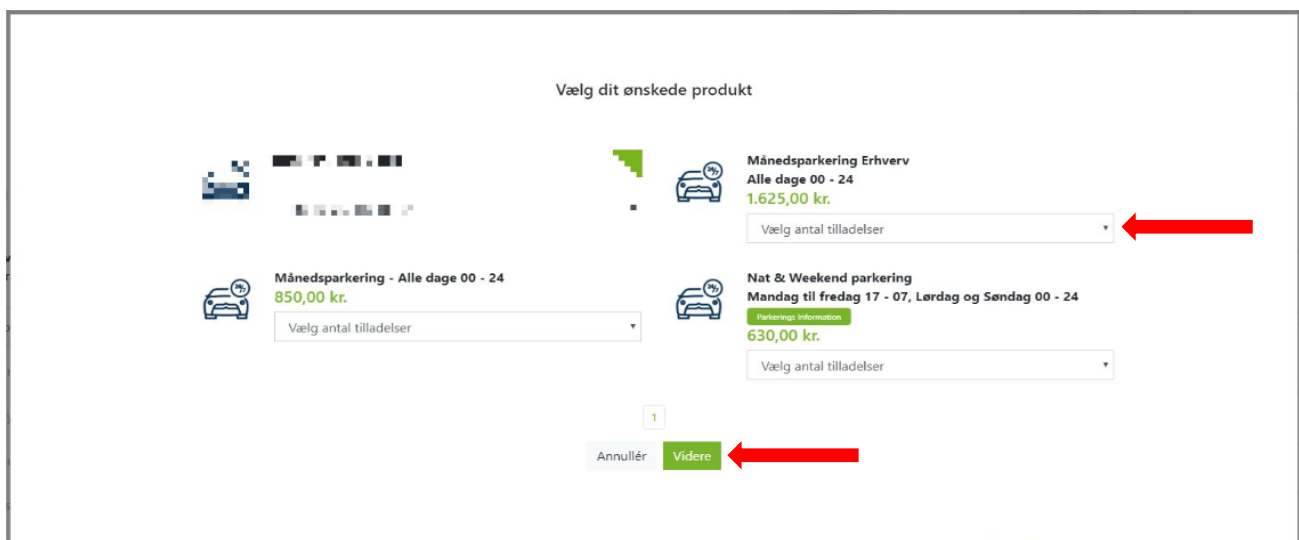 Vælg dit ønskede produkt
Månedsparkering Erhverv
Alle dage 00 - 24
1.625,00 kr.
Vælg antal tilladelser
Månedsparkering - Alle dage 00 - 24
850,00 kr.
Vælg antal tilladelser
Nat & Weekend parkering
Mandag til fredag 17 - 07, Lørdag og Søndag 00 - 24
Parkerings Information
630,00 kr.
Vælg antal tilladelser
1
Annullér Videre